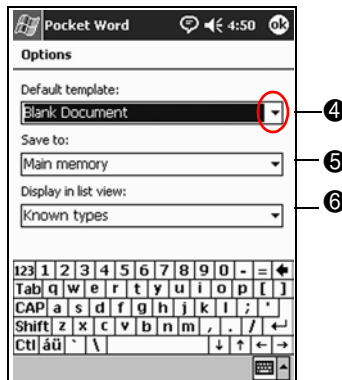 Pocket Word 4:50 ok
Options
Default template:
Blank Document
4
Save to:
Main memory
5
Display in list view:
Known types
6
123 1 2 3 4 5 6 7 8 9 0 - = ←
Tab q w e r t y u i o p [ ]
CAP a s d f g h j k l ; '
Shift z x c v b n m , . / ↵
Ctl áü ` \ ↓ ↑ ← →